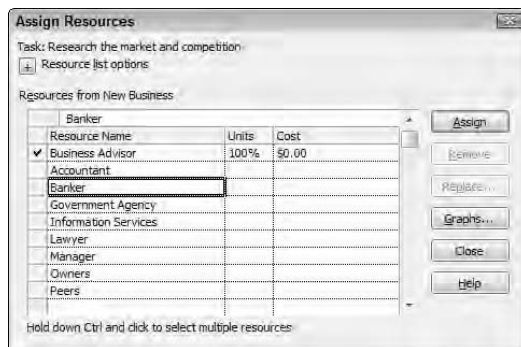 Assign Resources
Task: Research the market and competition
+ Resource list options
Resources from New Business
Banker
Resource Name Units Cost
✔ Business Advisor 100% $0.00
Accountant
Banker
Government Agency
Information Services
Lawyer
Manager
Owners
Peers
Assign
Remove
Replace...
Graphs...
Close
Help
Hold down Ctrl and click to select multiple resources